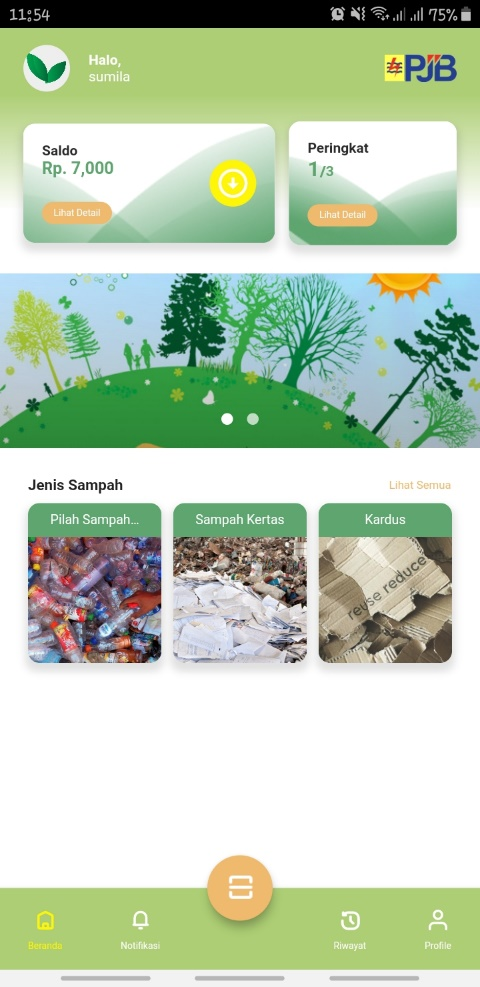 11:54
75%
Halo,
sumila
PJB
Saldo
Rp. 7,000
Lihat Detail
Peringkat
1/3
Lihat Detail
Jenis Sampah
Lihat Semua
Pilah Sampah...
Sampah Kertas
Kardus
reuse reduce
Beranda
Notifikasi
Riwayat
Profile